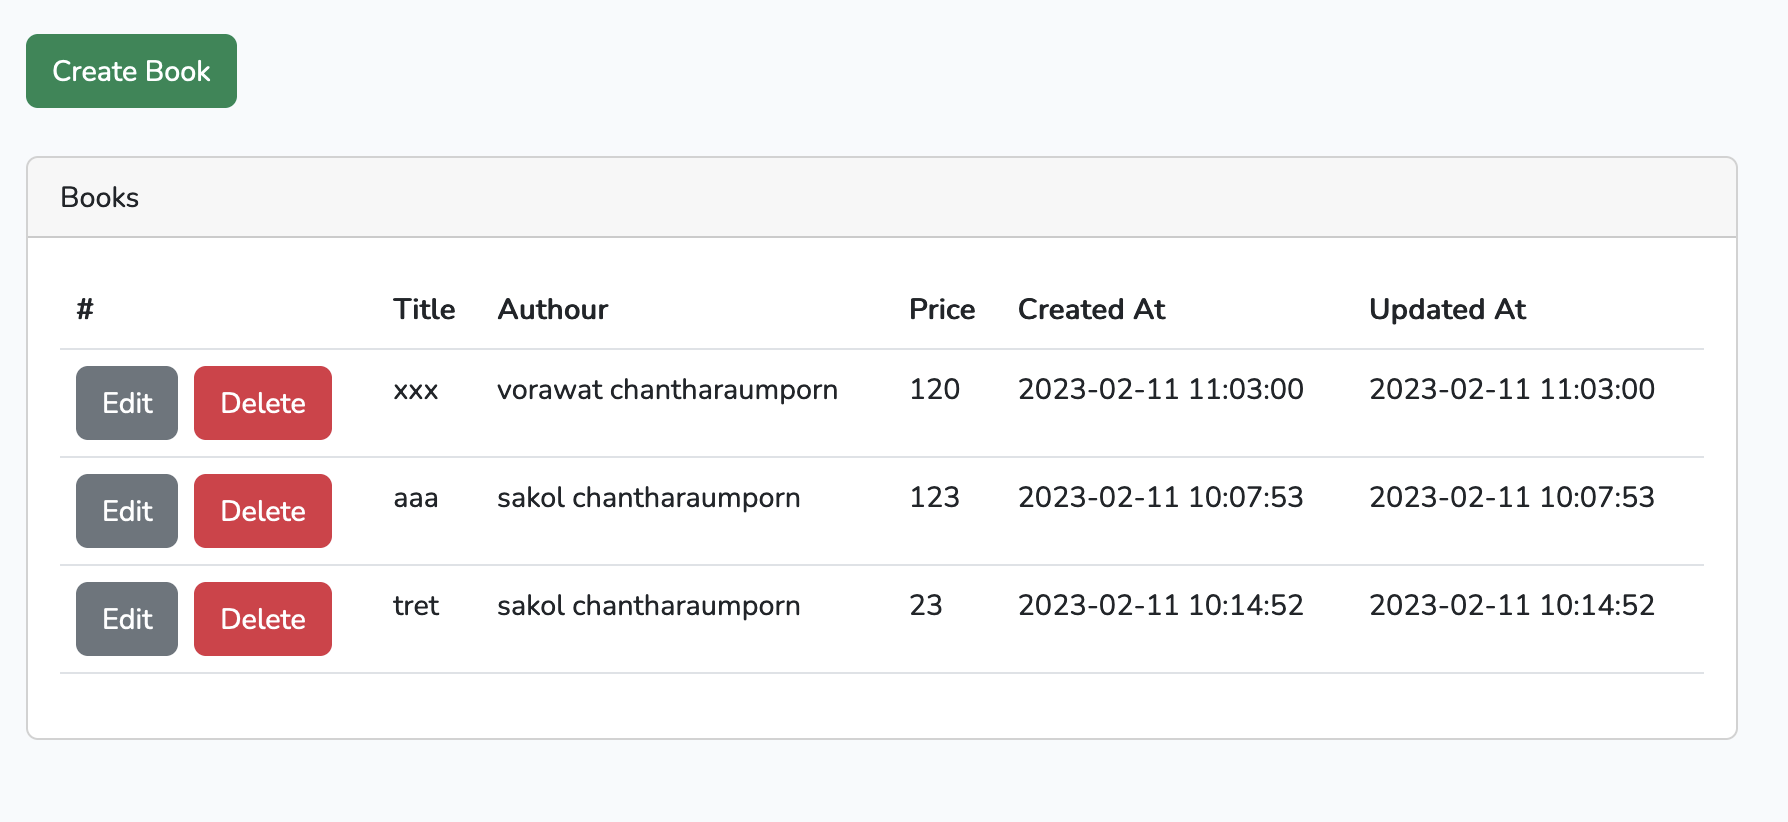 Create Book
Books
# Title Authour Price Created At Updated At
Edit Delete xxx vorawat chantharaumporn 120 2023-02-11 11:03:00 2023-02-11 11:03:00
Edit Delete aaa sakol chantharaumporn 123 2023-02-11 10:07:53 2023-02-11 10:07:53
Edit Delete tret sakol chantharaumporn 23 2023-02-11 10:14:52 2023-02-11 10:14:52